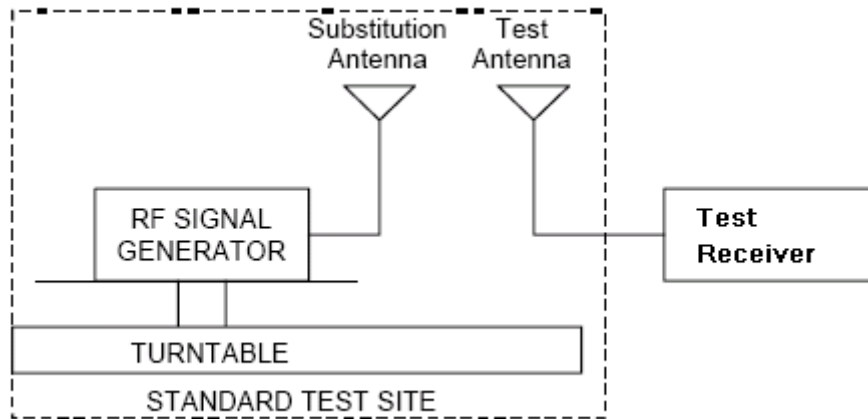 Substitution
Antenna
Test
Antenna
RF SIGNAL
GENERATOR
Test
Receiver
TURNTABLE
STANDARD TEST SITE